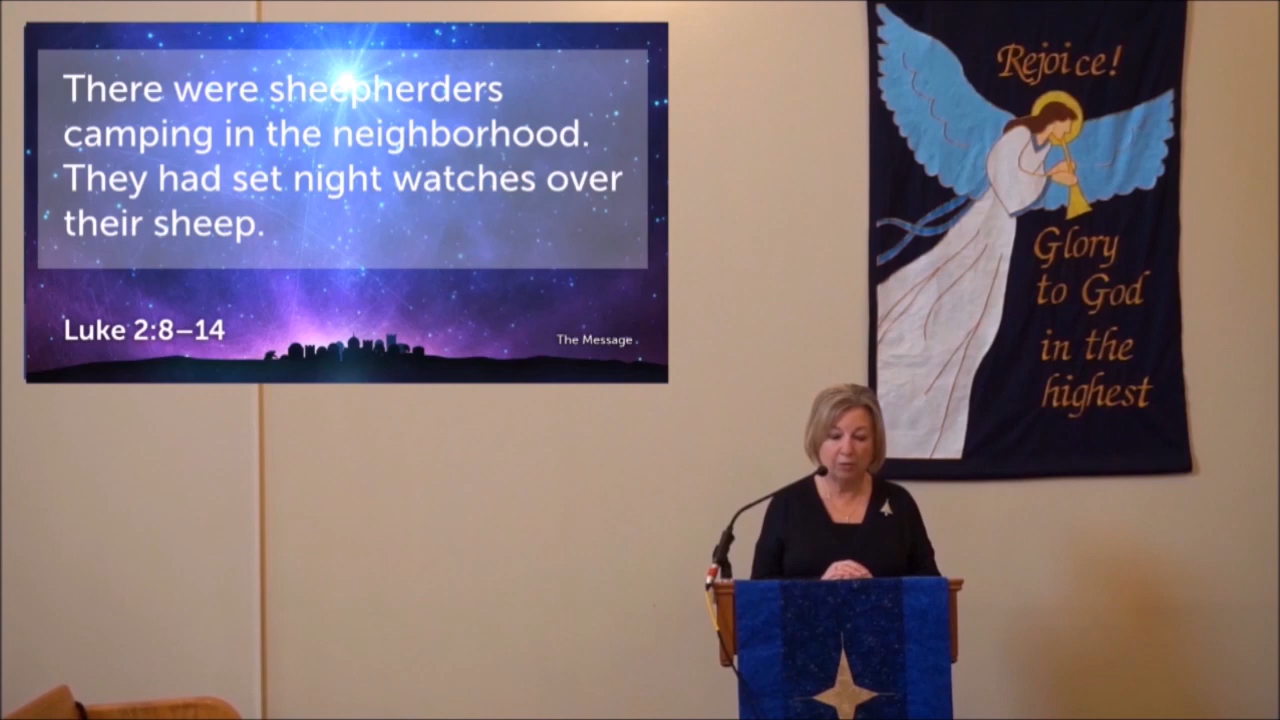 There were sheepherders
camping in the neighborhood.
They had set night watches over
their sheep.
Luke 2:8–14
The Message
Rejoice!
Glory
to God
in the
highest